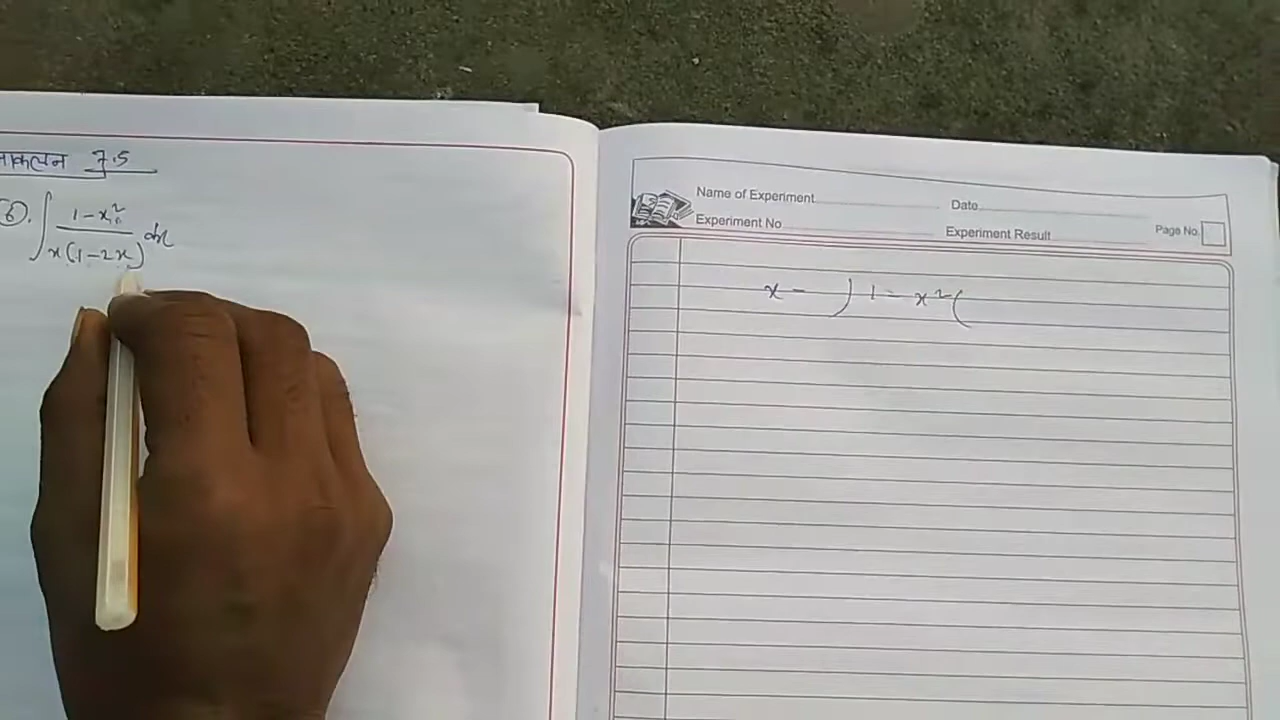 7.5
6). ∫ 1-x² / x(1-2x) dx
Name of Experiment
Date
Experiment No
Experiment Result
Page No.
x - ) 1 - x² (